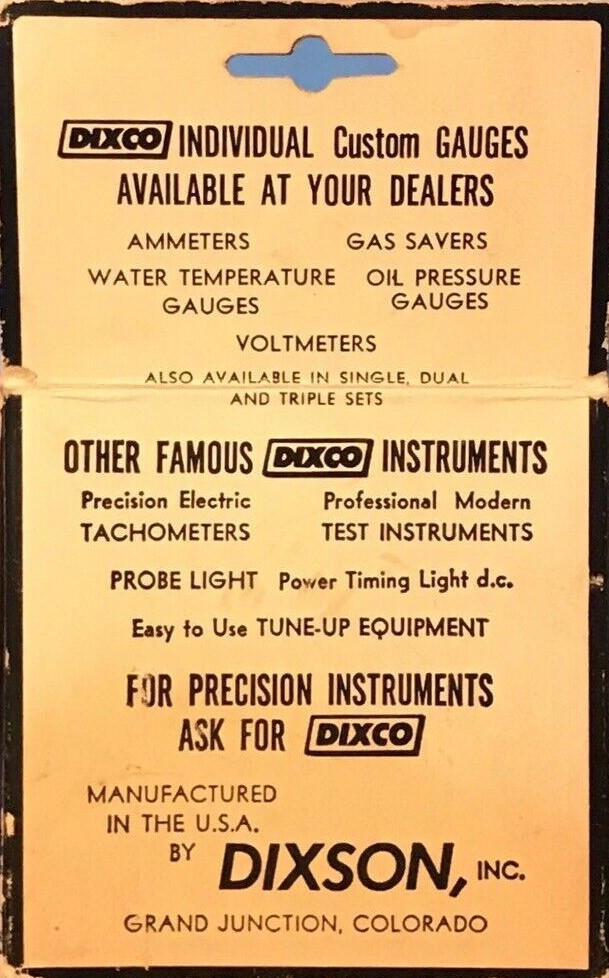 DIXCO INDIVIDUAL Custom GAUGES
AVAILABLE AT YOUR DEALERS
AMMETERS GAS SAVERS
WATER TEMPERATURE OIL PRESSURE
GAUGES GAUGES
VOLTMETERS
ALSO AVAILABLE IN SINGLE, DUAL
AND TRIPLE SETS
OTHER FAMOUS DIXCO INSTRUMENTS
Precision Electric Professional Modern
TACHOMETERS TEST INSTRUMENTS
PROBE LIGHT Power Timing Light d.c.
Easy to Use TUNE-UP EQUIPMENT
FOR PRECISION INSTRUMENTS
ASK FOR DIXCO
MANUFACTURED
IN THE U.S.A.
BY DIXSON, INC.
GRAND JUNCTION, COLORADO